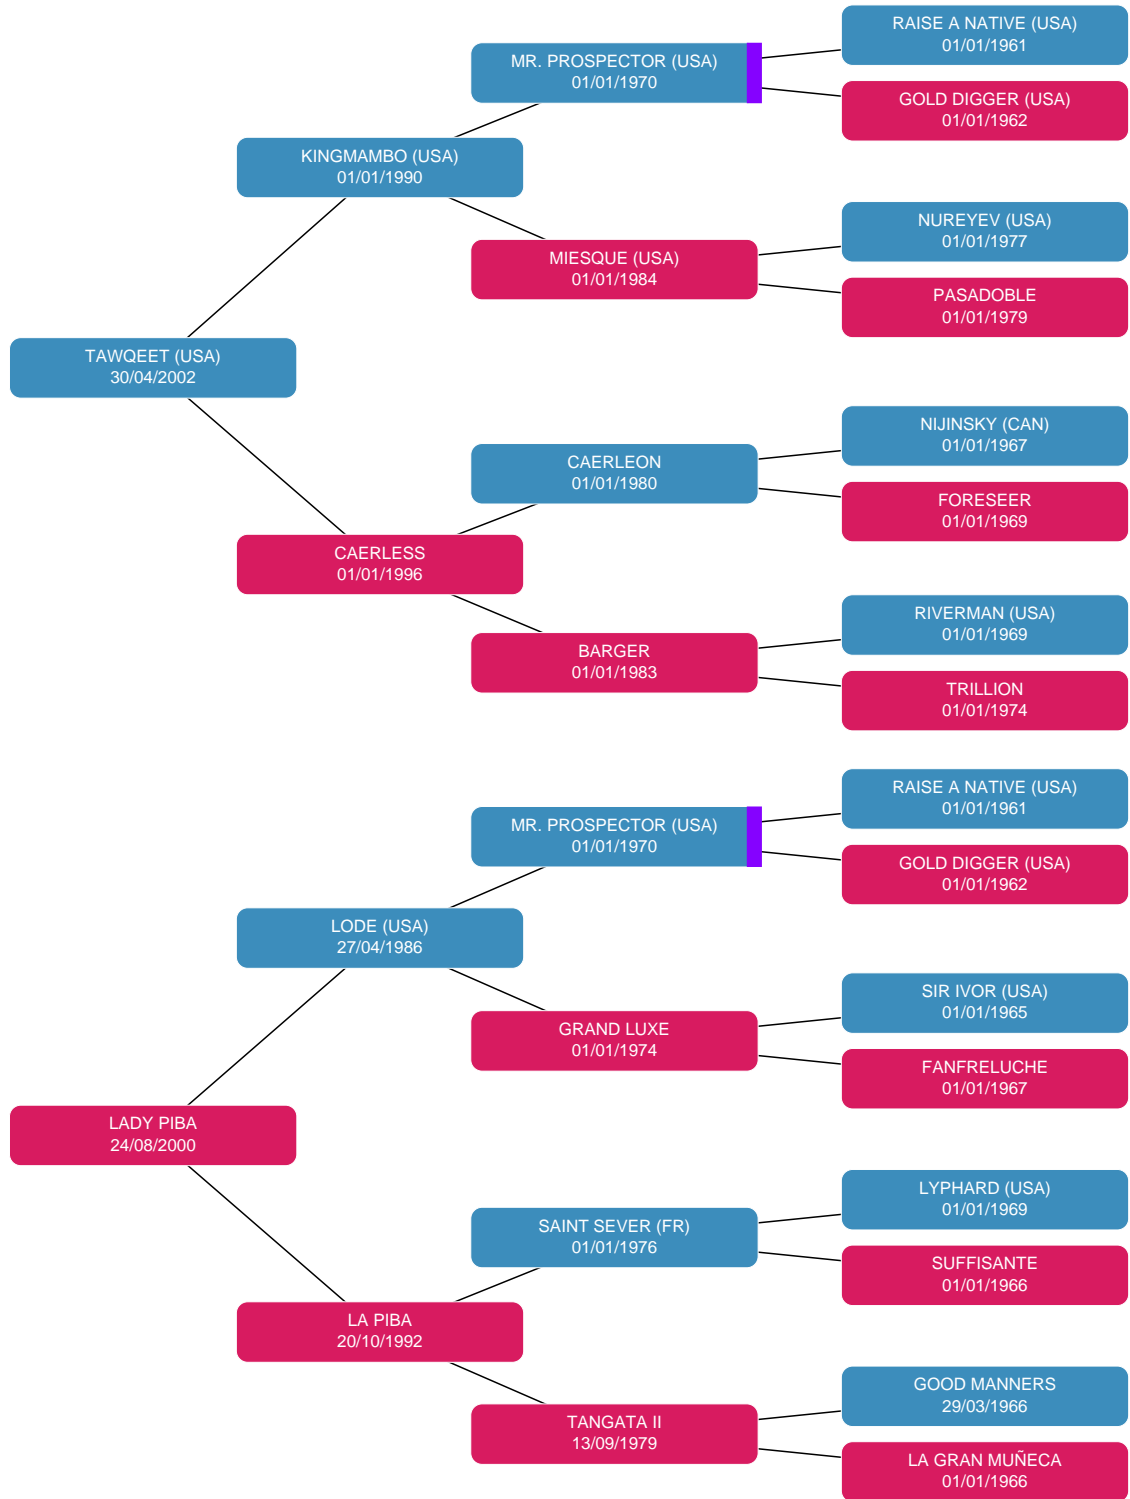 RAISE A NATIVE (USA)
01/01/1961
MR. PROSPECTOR (USA)
01/01/1970
GOLD DIGGER (USA)
01/01/1962
KINGMAMBO (USA)
01/01/1990
NUREYEV (USA)
01/01/1977
MIESQUE (USA)
01/01/1984
PASADOBLE
01/01/1979
TAWQEET (USA)
30/04/2002
NIJINSKY (CAN)
01/01/1967
CAERLEON
01/01/1980
FORESEER
01/01/1969
CAERLESS
01/01/1996
RIVERMAN (USA)
01/01/1969
BARGER
01/01/1983
TRILLION
01/01/1974
RAISE A NATIVE (USA)
01/01/1961
MR. PROSPECTOR (USA)
01/01/1970
GOLD DIGGER (USA)
01/01/1962
LODE (USA)
27/04/1986
SIR IVOR (USA)
01/01/1965
GRAND LUXE
01/01/1974
FANFRELUCHE
01/01/1967
LADY PIBA
24/08/2000
LYPHARD (USA)
01/01/1969
SAINT SEVER (FR)
01/01/1976
SUFFISANTE
01/01/1966
LA PIBA
20/10/1992
GOOD MANNERS
29/03/1966
TANGATA II
13/09/1979
LA GRAN MUÑECA
01/01/1966